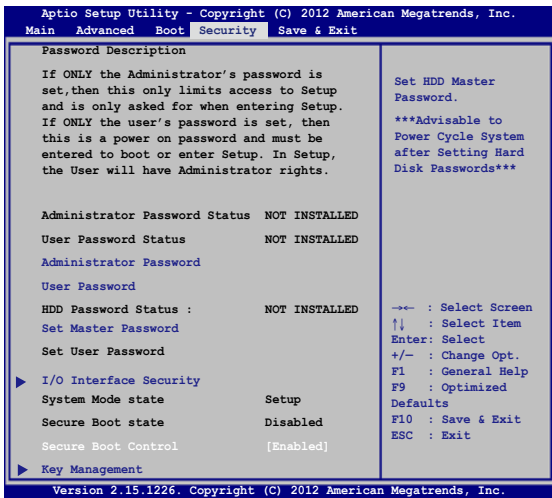 Aptio Setup Utility - Copyright (C) 2012 American Megatrends, Inc.
Main Advanced Boot Security Save & Exit
Password Description
If ONLY the Administrator's password is
set,then this only limits access to Setup
and is only asked for when entering Setup.
If ONLY the user's password is set, then
this is a power on password and must be
entered to boot or enter Setup. In Setup,
the User will have Administrator rights.
Administrator Password Status NOT INSTALLED
User Password Status NOT INSTALLED
Administrator Password
User Password
HDD Password Status : NOT INSTALLED
Set Master Password
Set User Password
I/O Interface Security
System Mode state Setup
Secure Boot state Disabled
Secure Boot Control [Enabled]
Key Management
Set HDD Master
Password.
***Advisable to
Power Cycle System
after Setting Hard
Disk Passwords***
→← : Select Screen
↑↓ : Select Item
Enter: Select
+/— : Change Opt.
F1 : General Help
F9 : Optimized
Defaults
F10 : Save & Exit
ESC : Exit
Version 2.15.1226. Copyright (C) 2012 American Megatrends, Inc.